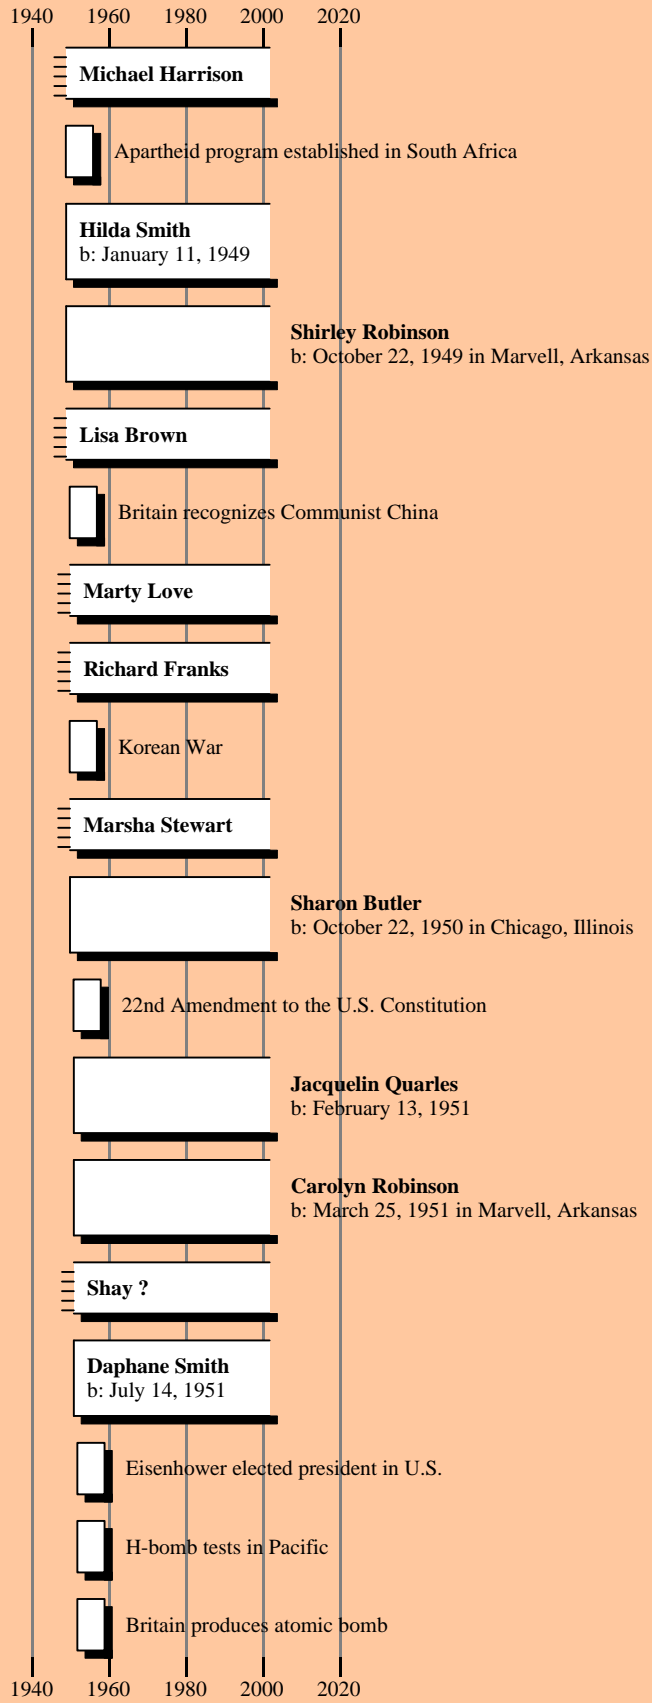 1940 1960 1980 2000 2020
Michael Harrison
Apartheid program established in South Africa
Hilda Smith
b: January 11, 1949
Shirley Robinson
b: October 22, 1949 in Marvell, Arkansas
Lisa Brown
Britain recognizes Communist China
Marty Love
Richard Franks
Korean War
Marsha Stewart
Sharon Butler
b: October 22, 1950 in Chicago, Illinois
22nd Amendment to the U.S. Constitution
Jacquelin Quarles
b: February 13, 1951
Carolyn Robinson
b: March 25, 1951 in Marvell, Arkansas
Shay ?
Daphane Smith
b: July 14, 1951
Eisenhower elected president in U.S.
H-bomb tests in Pacific
Britain produces atomic bomb
1940 1960 1980 2000 2020